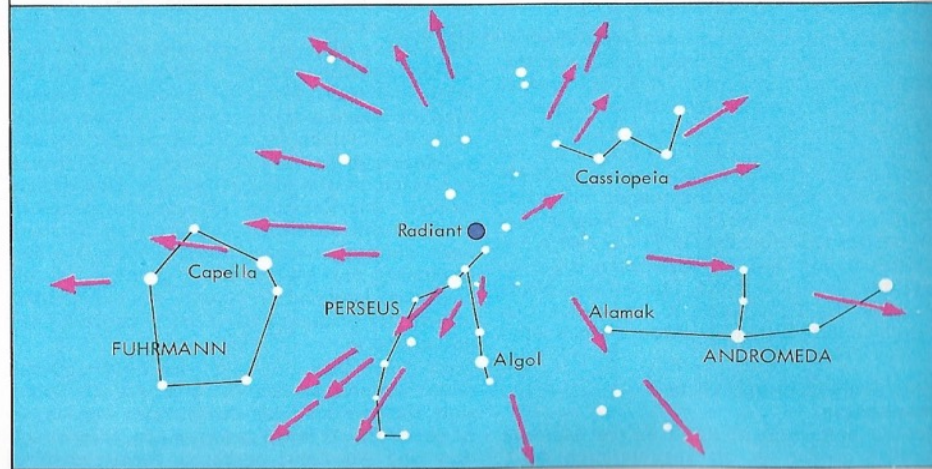 Cassiopeia
Radiant
Capella
PERSEUS
Alamak
FUHRMANN
Algol
ANDROMEDA